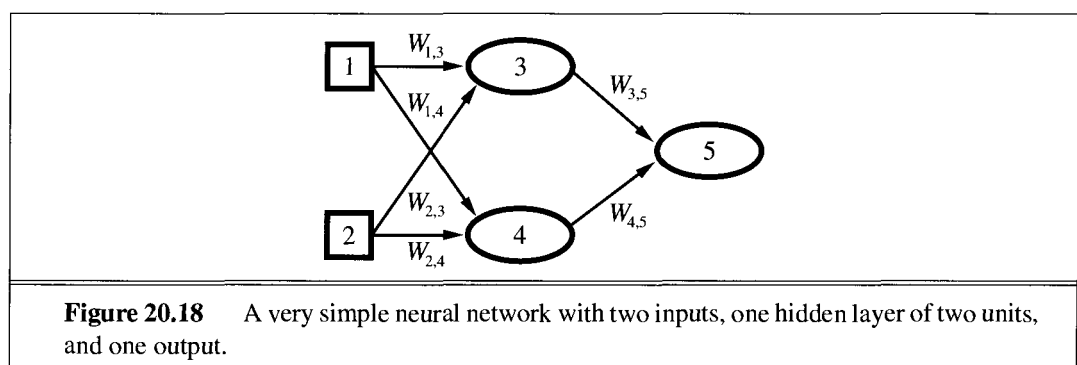 W1,3
1
3
W1,4
W3,5
5
W2,3
W4,5
2
4
W2,4
Figure 20.18 A very simple neural network with two inputs, one hidden layer of two units,
and one output.